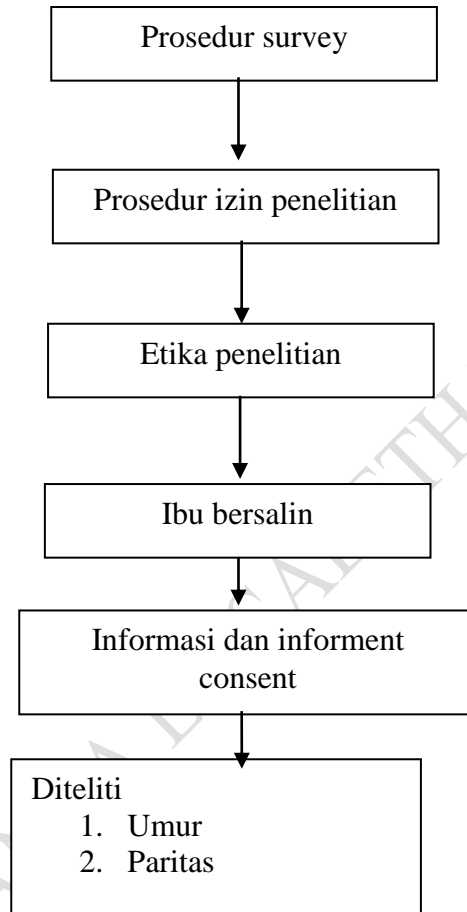 Prosedur survey
Prosedur izin penelitian
Etika penelitian
Ibu bersalin
Informasi dan informent
consent
Diteliti
1. Umur
2. Paritas